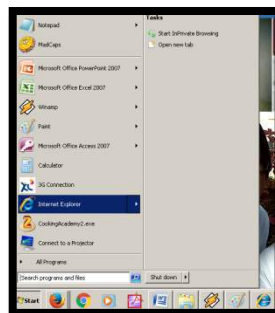 Notepad
MadCaps
Microsoft Office PowerPoint 2007
Microsoft Office Excel 2007
Winamp
Paint
Microsoft Office Access 2007
Calculator
3G Connection
Internet Explorer
CookingAcademy2.exe
Connect to a Projector
All Programs
Search programs and files
Tasks
Start InPrivate Browsing
Open new tab
Shut down
Start